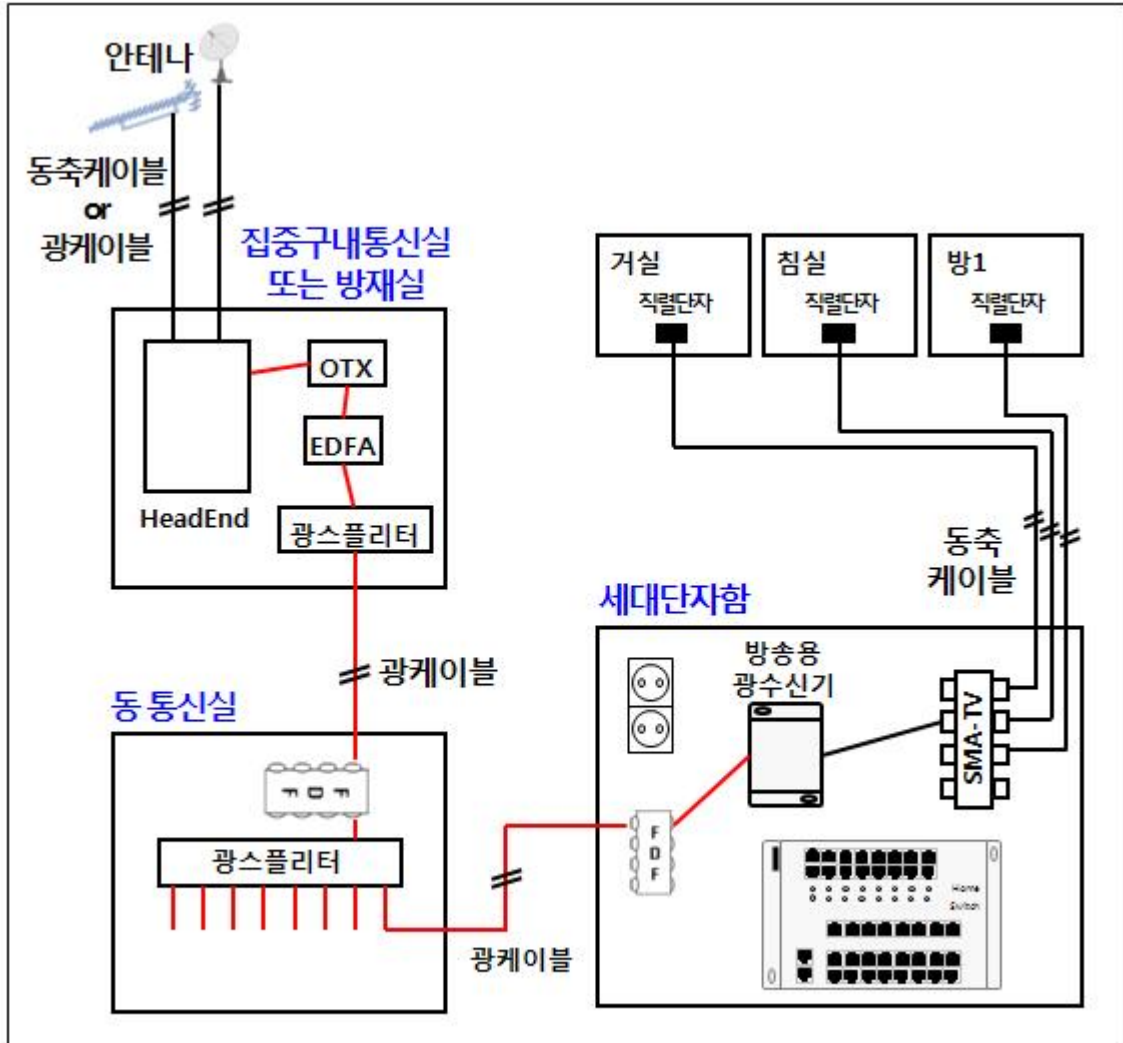 안테나
동축케이블
or
광케이블
집중구내통신실
또는 방재실
OTX
EDFA
HeadEnd
광스플리터
광케이블
동 통신실
FDF
광스플리터
광케이블
거실
직렬단자
침실
직렬단자
방1
직렬단자
동축
케이블
세대단자함
방송용
광수신기
SMA-TV
F
D
F
Home
Switch